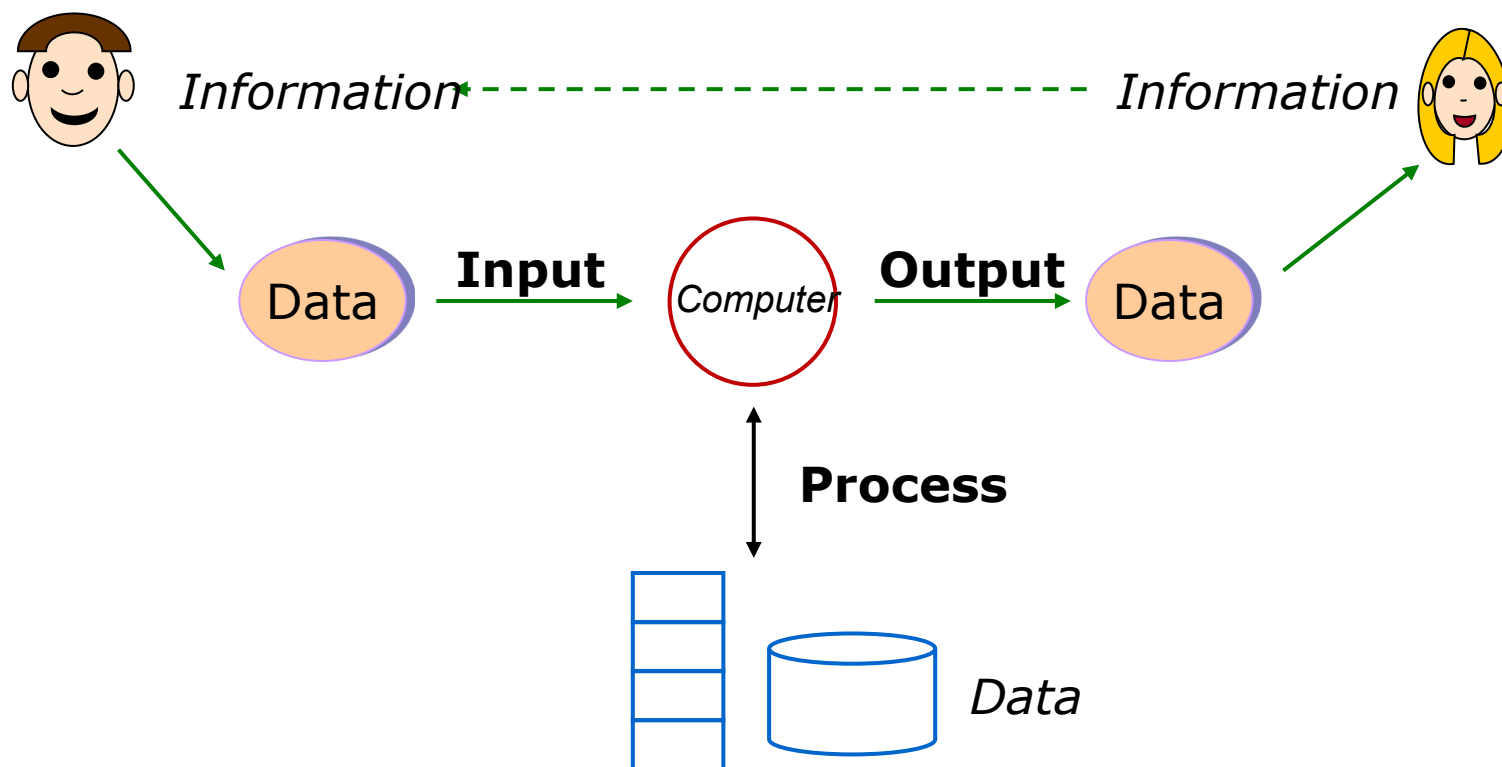 Information
Information
Data
Input
Computer
Output
Data
Process
Data